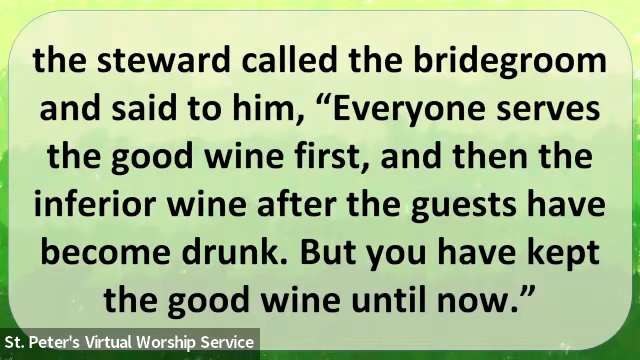 the steward called the bridegroom
and said to him, “Everyone serves
the good wine first, and then the
inferior wine after the guests have
become drunk. But you have kept
the good wine until now.”
St. Peter's Virtual Worship Service